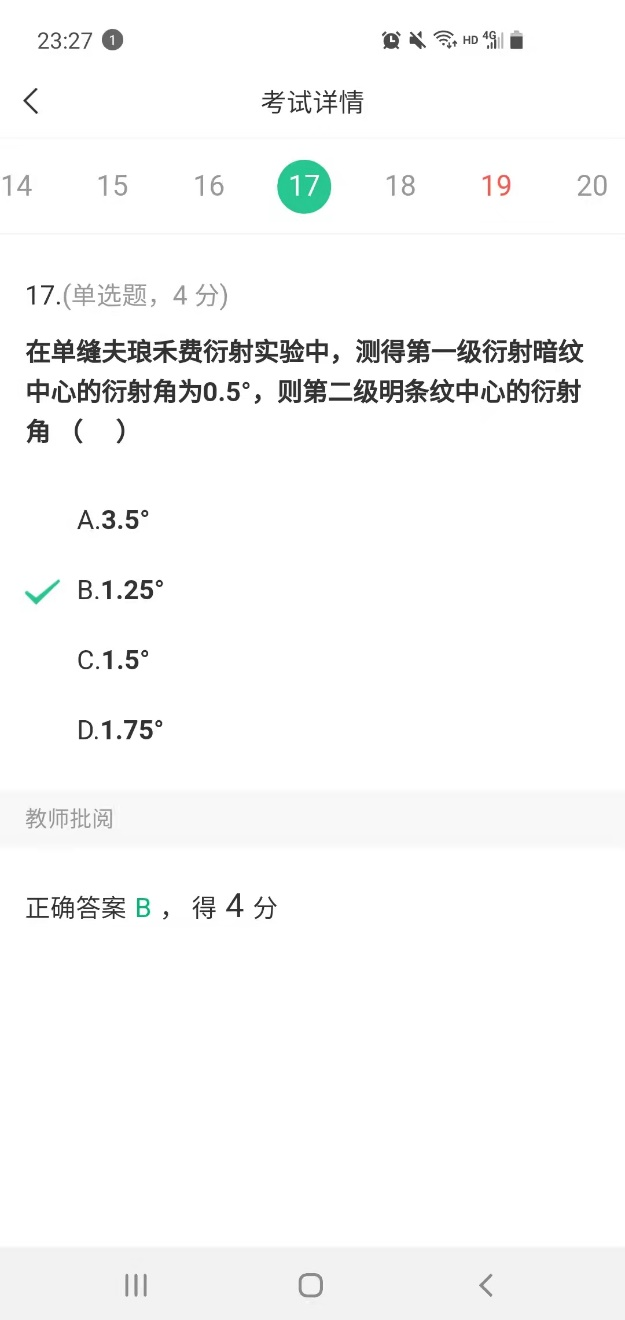 23:27 1 HD 4G
考试详情
14 15 16 17 18 19 20
17.(单选题，4 分)
在单缝夫琅禾费衍射实验中，测得第一级衍射暗纹
中心的衍射角为0.5°，则第二级明条纹中心的衍射
角 （ ）
A.3.5°
B.1.25°
C.1.5°
D.1.75°
教师批阅
正确答案 B ， 得 4 分